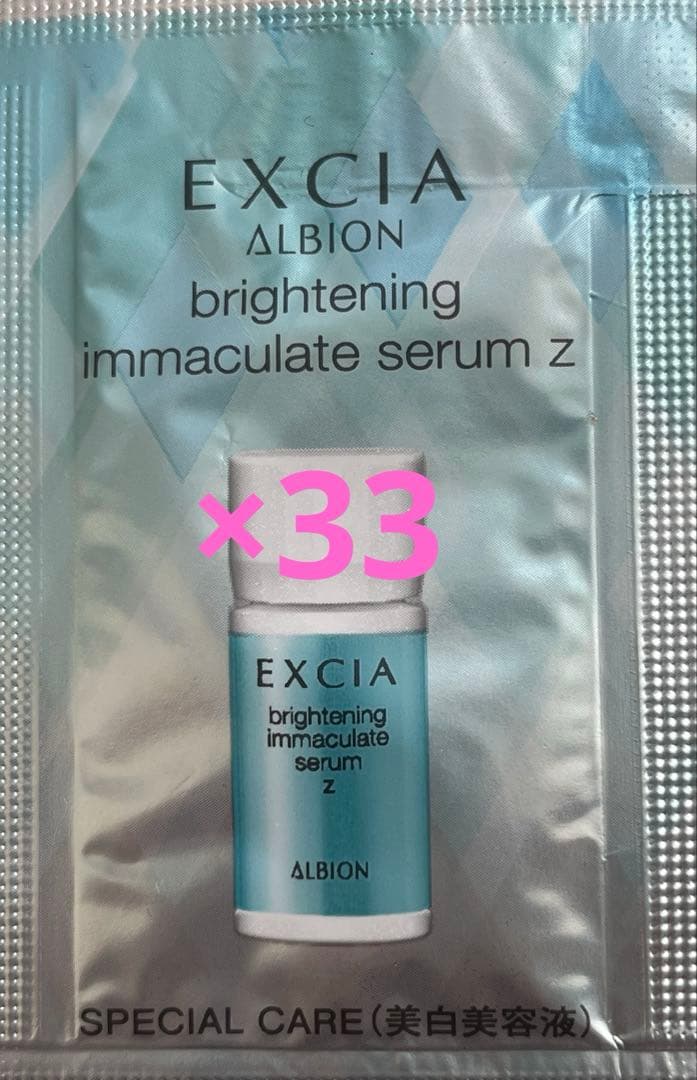 EXCIA
ALBION
brightening
immaculate serum z
×33
EXCIA
brightening
immaculate
serum
z
ALBION
SPECIAL CARE(美白美容液)